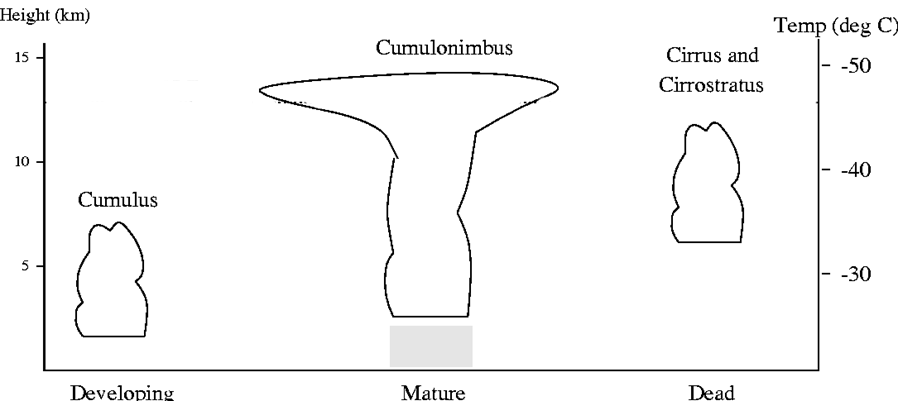 Height (km)
Temp (deg C)
15
Cumulonimbus
Cirrus and
Cirrostratus
- -50
10
- -40
Cumulus
5
- -30
Developing
Mature
Dead